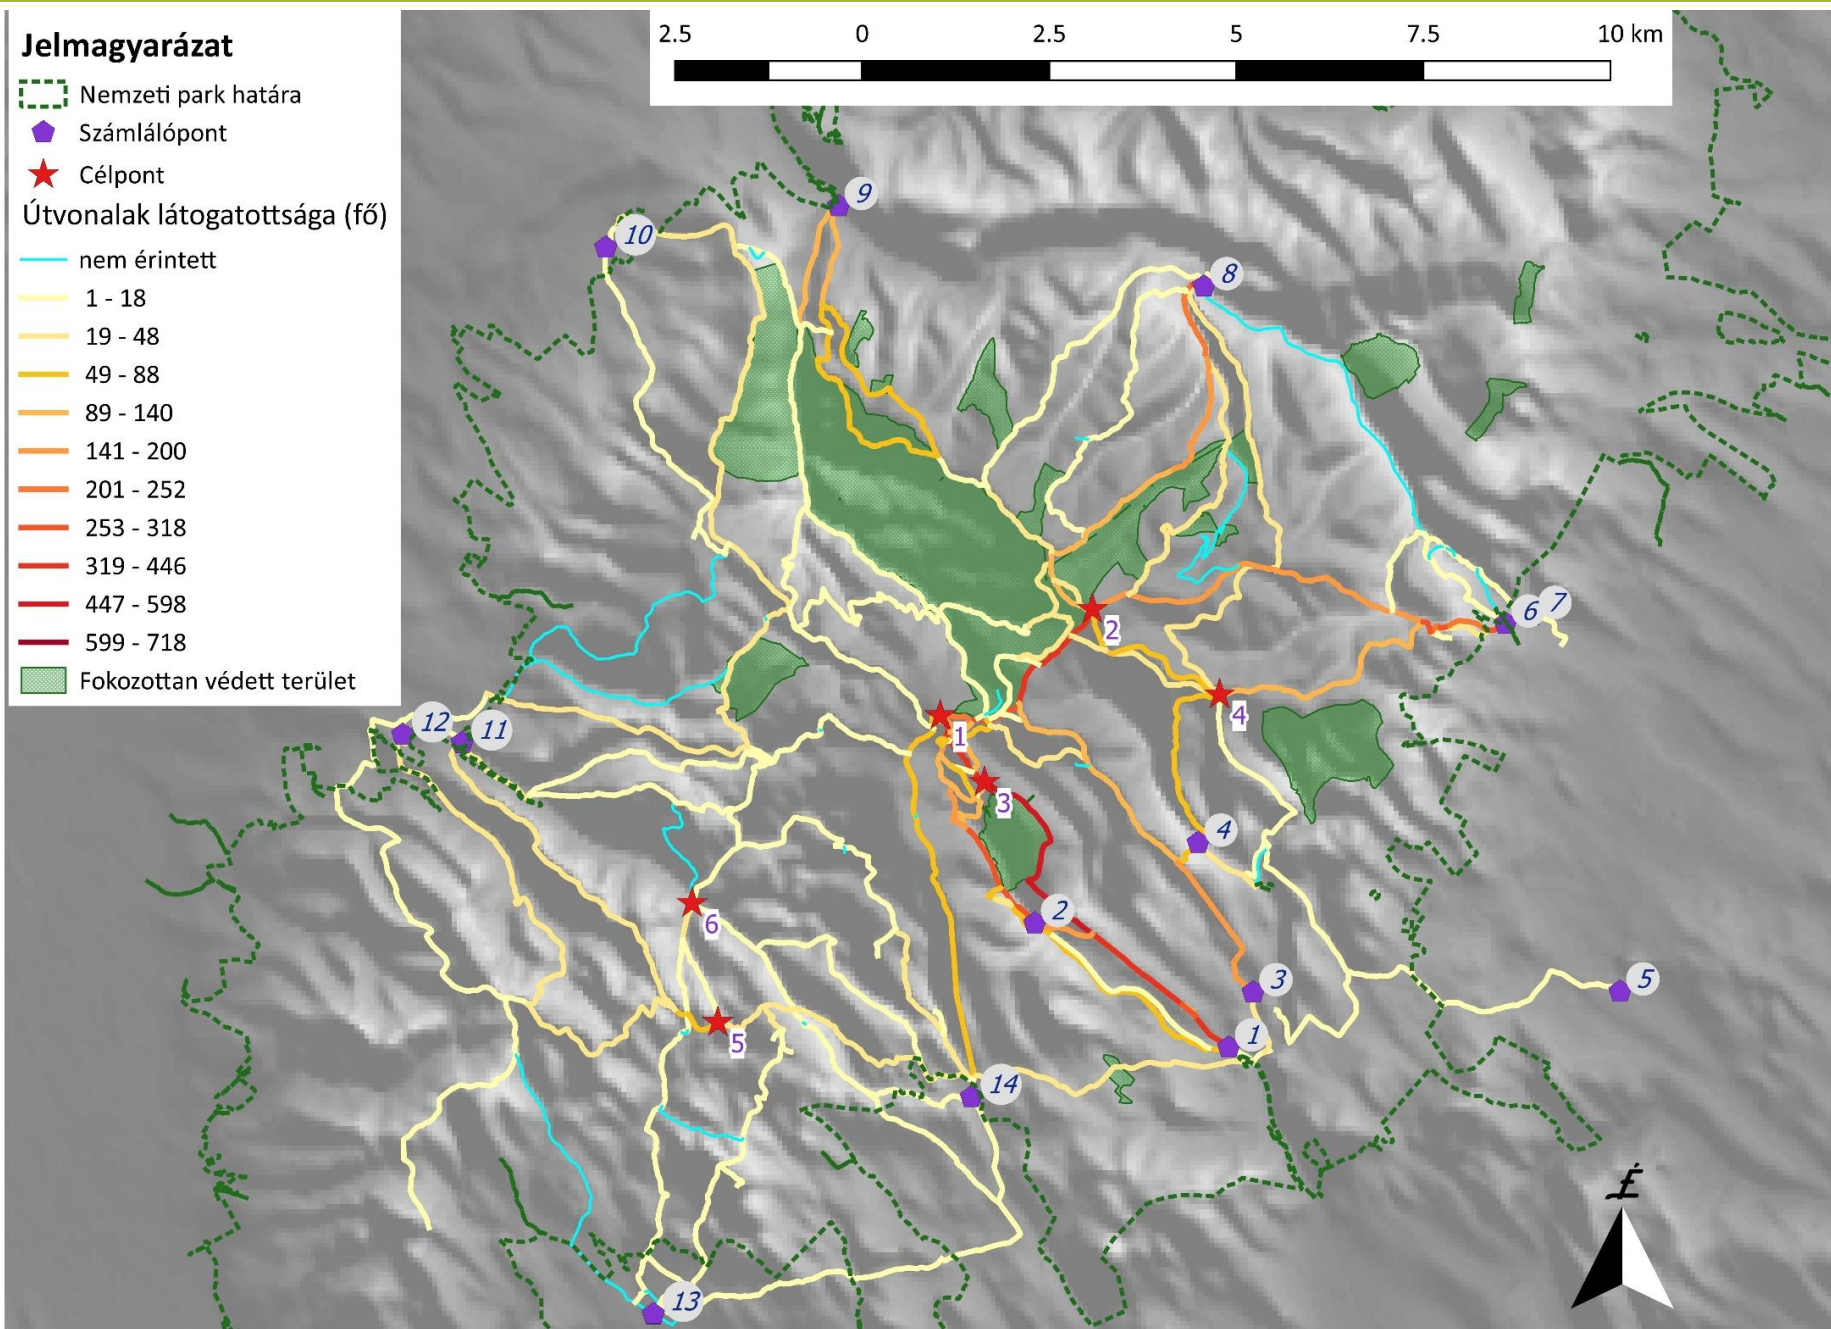 2.5 0 2.5 5 7.5 10 km
Jelmagyarázat
Nemzeti park határa
Számlálópont
Célpont
Útvonalak látogatottsága (fő)
nem érintett
1 - 18
19 - 48
49 - 88
89 - 140
141 - 200
201 - 252
253 - 318
319 - 446
447 - 598
599 - 718
Fokozottan védett terület
9
10
8
6 7
2
4
12 11
1
3
4
6
2
3
5
5
1
14
13
É